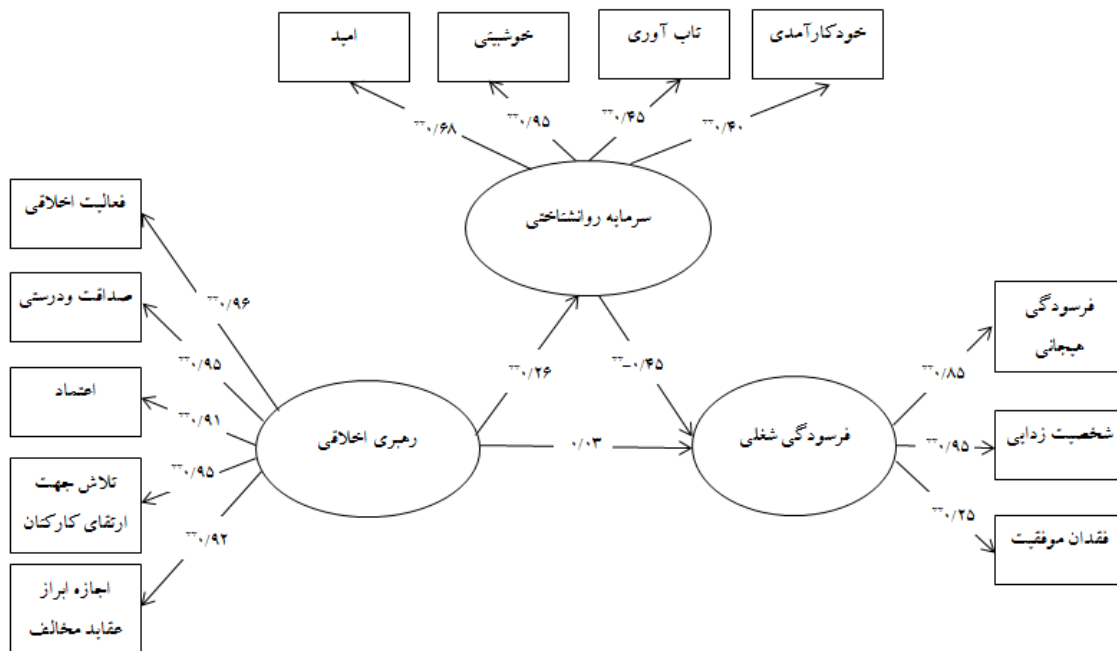 امید
خوشبینی
تاب آوری
خودکارآمدی
**۰/۶۸
**۰/۹۵
**۰/۴۵
**۰/۴۰
سرمایه روانشناختی
فعالیت اخلاقی
صداقت ودرستی
اعتماد
تلاش جهت
ارتقای کارکنان
اجازه ابراز
عقاید مخالف
**۰/۹۶
**۰/۹۵
**۰/۹۱
**۰/۹۵
**۰/۹۲
رهبری اخلاقی
**۰/۲۶
**-۰/۴۵
۰/۰۳
فرسودگی شغلی
**۰/۸۵
**۰/۹۵
**۰/۲۵
فرسودگی
هیجانی
شخصیت زدایی
فقدان موفقیت